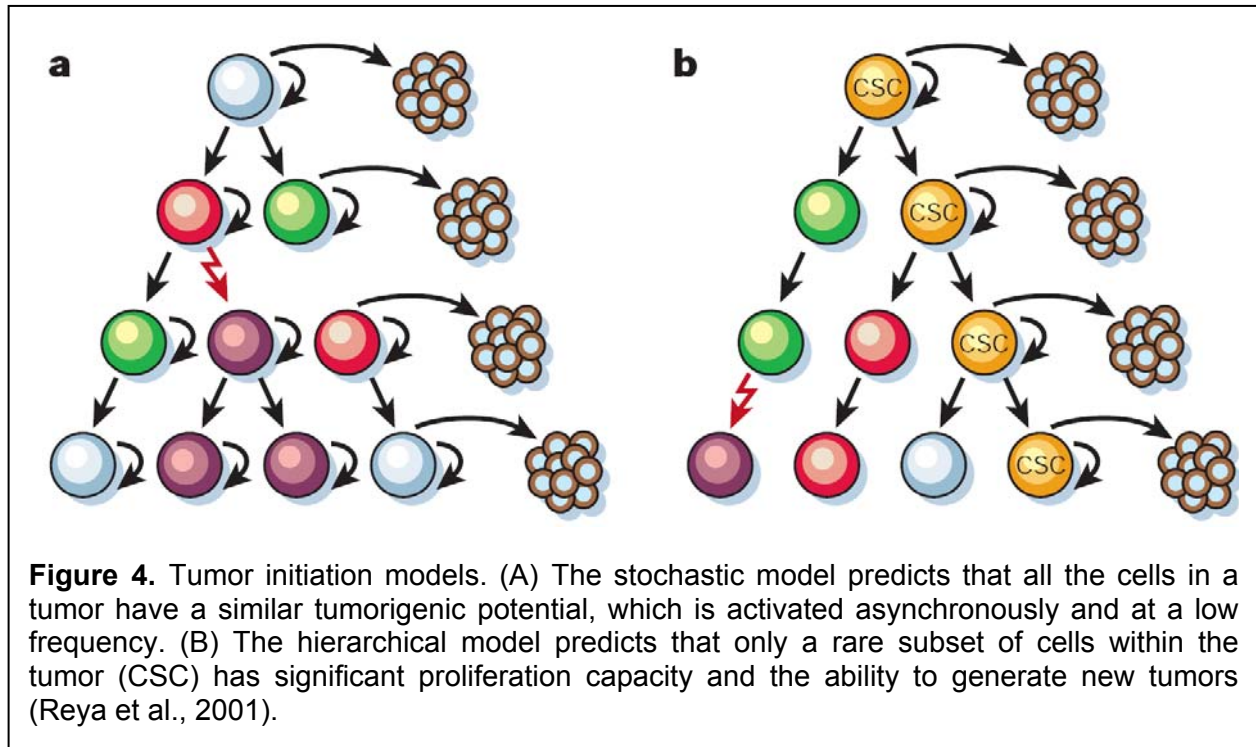 a
b
CSC
CSC
CSC
CSC
Figure 4. Tumor initiation models. (A) The stochastic model predicts that all the cells in a
tumor have a similar tumorigenic potential, which is activated asynchronously and at a low
frequency. (B) The hierarchical model predicts that only a rare subset of cells within the
tumor (CSC) has significant proliferation capacity and the ability to generate new tumors
(Reya et al., 2001).